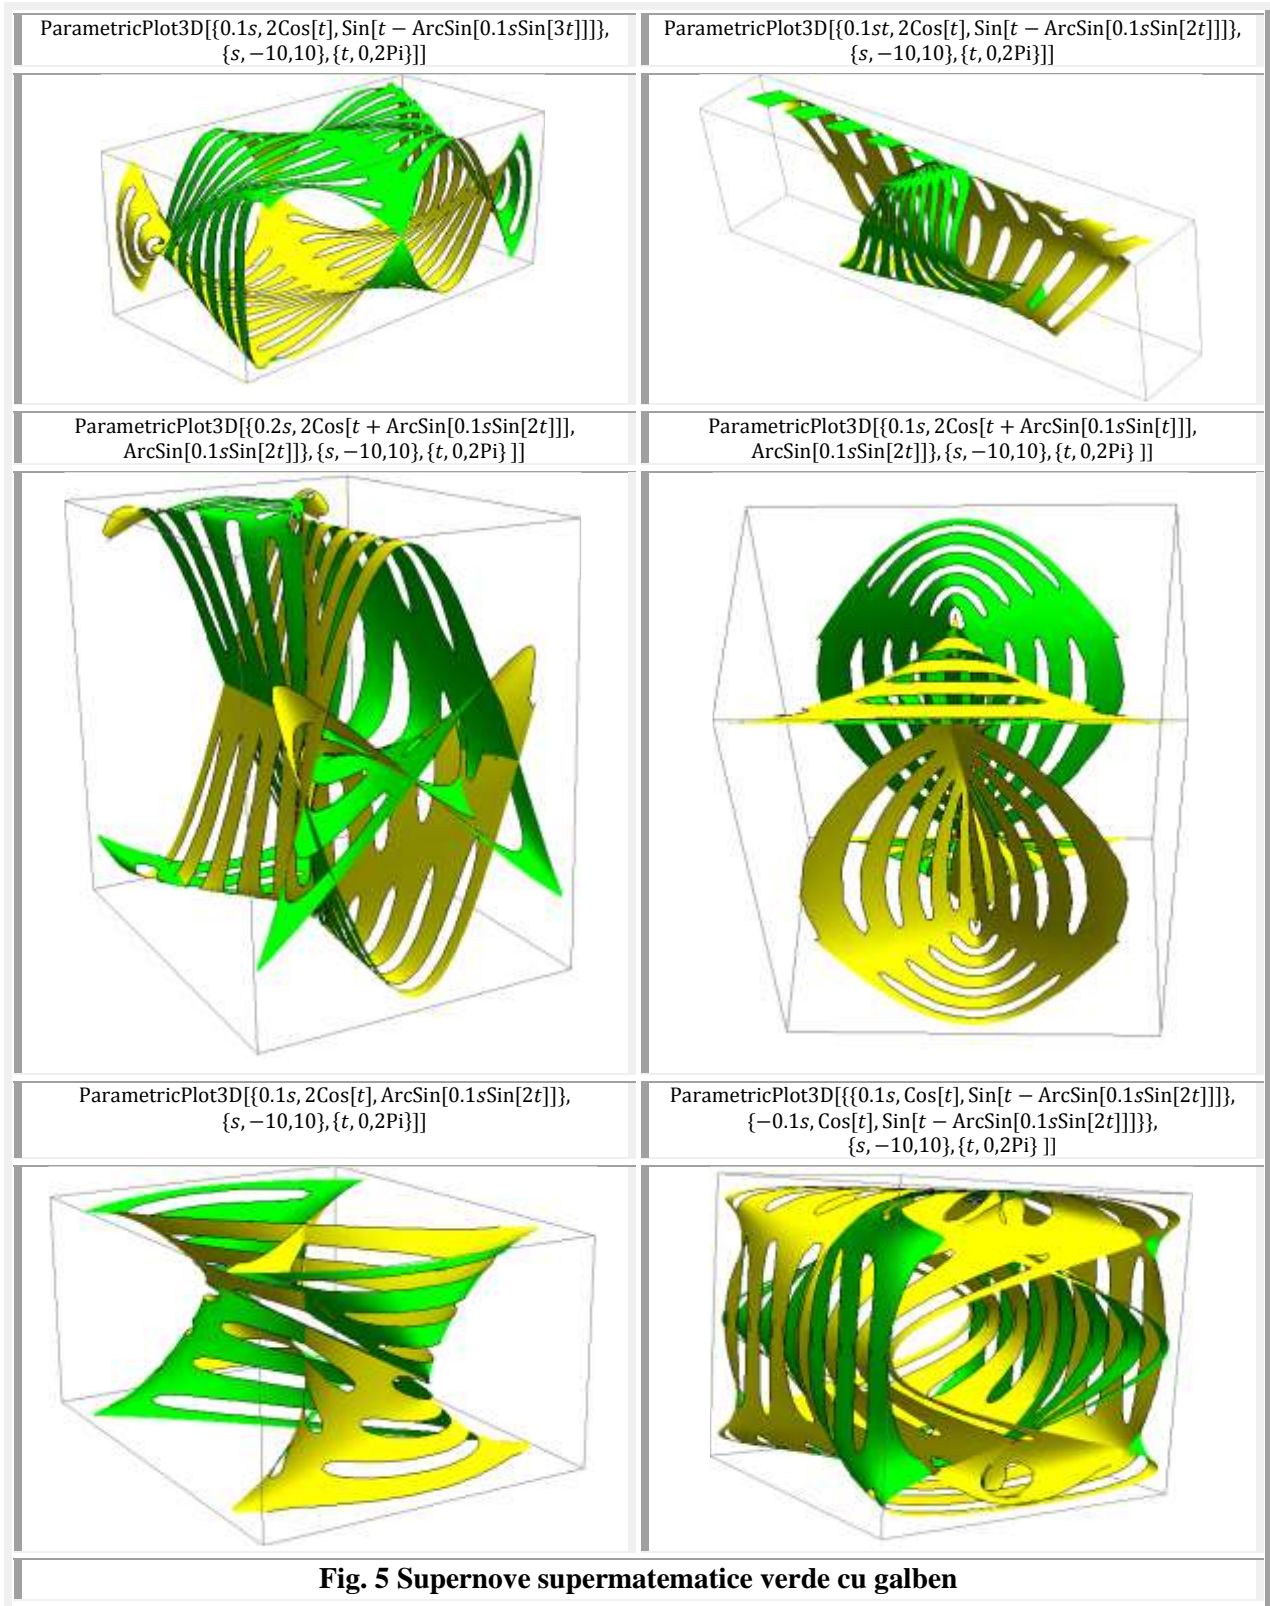 ParametricPlot3D[{0.1s, 2Cos[t], Sin[t − ArcSin[0.1sSin[3t]]]},
{s, −10,10}, {t, 0,2Pi}]]
ParametricPlot3D[{0.1st, 2Cos[t], Sin[t − ArcSin[0.1sSin[2t]]]},
{s, −10,10}, {t, 0,2Pi}]]
ParametricPlot3D[{0.2s, 2Cos[t + ArcSin[0.1sSin[2t]]],
ArcSin[0.1sSin[2t]]}, {s, −10,10}, {t, 0,2Pi} ]]
ParametricPlot3D[{0.1s, 2Cos[t + ArcSin[0.1sSin[t]]],
ArcSin[0.1sSin[2t]]}, {s, −10,10}, {t, 0,2Pi} ]]
ParametricPlot3D[{0.1s, 2Cos[t], ArcSin[0.1sSin[2t]]},
{s, −10,10}, {t, 0,2Pi}]]
ParametricPlot3D[{{0.1s, Cos[t], Sin[t − ArcSin[0.1sSin[2t]]]},
{−0.1s, Cos[t], Sin[t − ArcSin[0.1sSin[2t]]]}},
{s, −10,10}, {t, 0,2Pi} ]]
Fig. 5 Supernove supermatematice verde cu galben